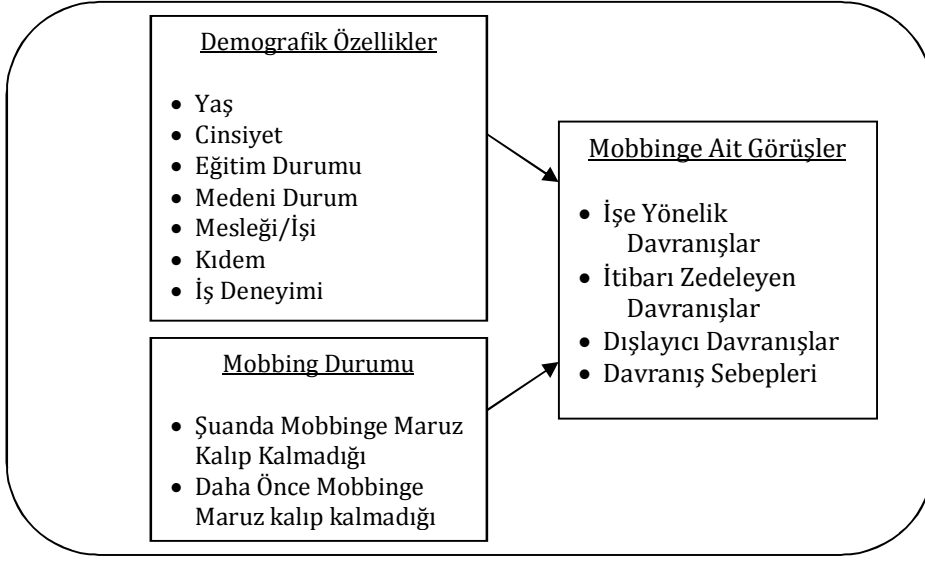 Demografik Özellikler
• Yaş
• Cinsiyet
• Eğitim Durumu
• Medeni Durum
• Mesleği/İşi
• Kıdem
• İş Deneyimi
Mobbing Durumu
• Şuanda Mobbinge Maruz
Kalıp Kalmadığı
• Daha Önce Mobbinge
Maruz kalıp kalmadığı
Mobbinge Ait Görüşler
• İşe Yönelik
Davranışlar
• İtibarı Zedeleyen
Davranışlar
• Dışlayıcı Davranışlar
• Davranış Sebepleri